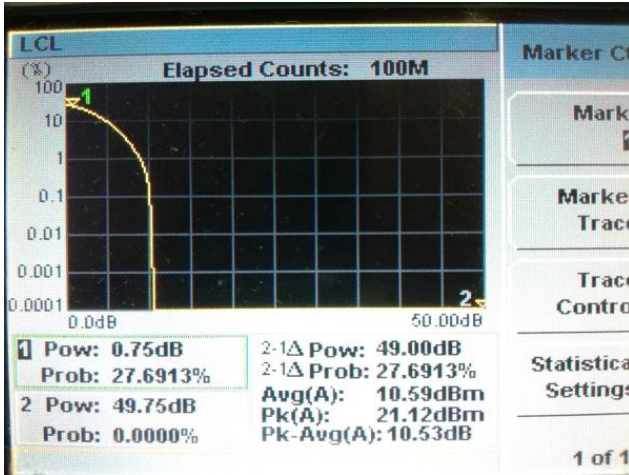 LCL
(%) Elapsed Counts: 100M
100
1
10
1
0.1
0.01
0.001
0.0001
2
0.0dB 50.00dB
1 Pow: 0.75dB
Prob: 27.6913%
2 Pow: 49.75dB
Prob: 0.0000%
2-1Δ Pow: 49.00dB
2-1Δ Prob: 27.6913%
Avg(A): 10.59dBm
Pk(A): 21.12dBm
Pk-Avg(A): 10.53dB
Marker C
Mark
Marke
Trac
Trac
Contro
Statistica
Settings
1 of 1